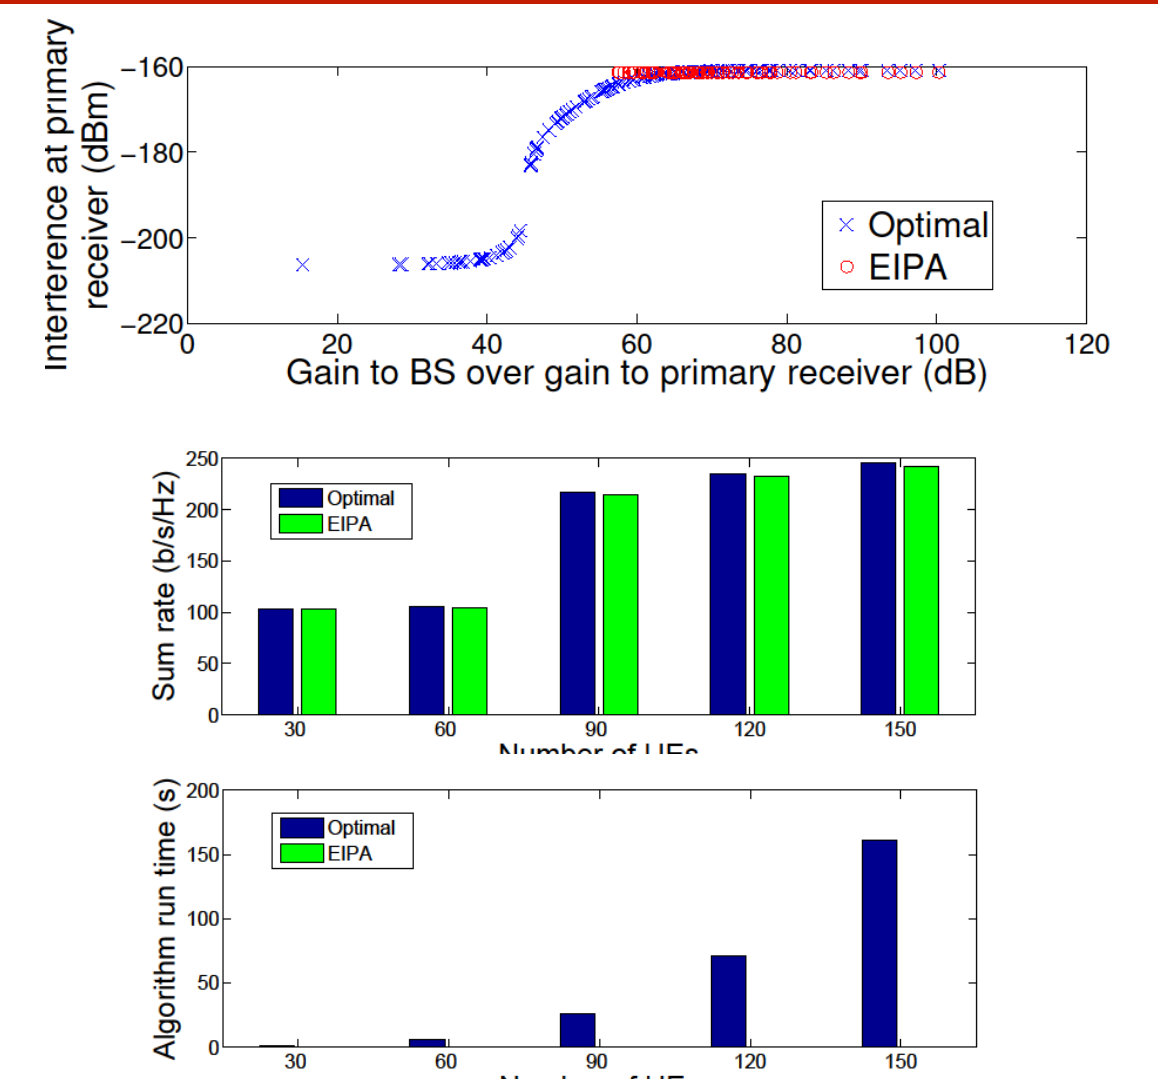 Interference at primary
receiver (dBm)
−160
−180
−200
−220
Optimal
EIPA
0 20 40 60 80 100 120
Gain to BS over gain to primary receiver (dB)
Sum rate (b/s/Hz)
250
200
150
100
50
0
Optimal
EIPA
30 60 90 120 150
Number of UEs
Algorithm run time (s)
200
150
100
50
0
Optimal
EIPA
30 60 90 120 150